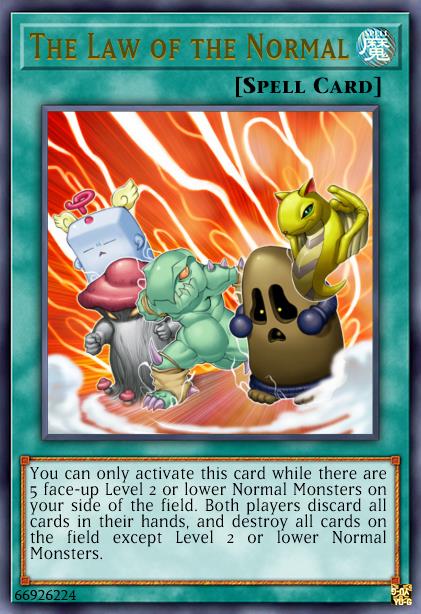 The Law of the Normal
SPELL
魔
[Spell Card]
You can only activate this card while there are
5 face-up Level 2 or lower Normal Monsters on
your side of the field. Both players discard all
cards in their hands, and destroy all cards on
the field except Level 2 or lower Normal
Monsters.
66926224